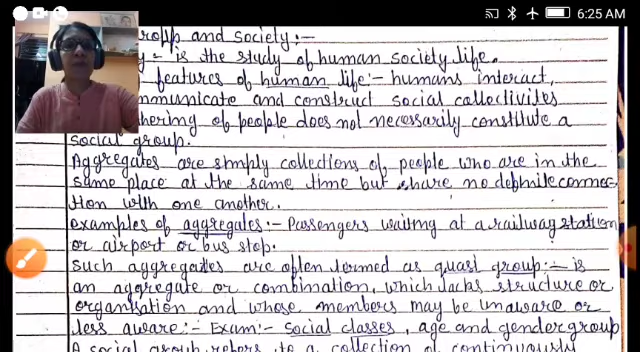 6:25 AM
ropp and society:-
y - is the study of human society life.
features of human life:- humans interact,
mmunicate and construct social collectivites
thering of people does not necessarily constitute a
social group.
Aggregates are simply collections of people who are in the
same place at the same time but share no definite connec-
tion with one another.
examples of aggregates:- Passengers waiting at a railway station
or airport or bus stop.
Such aggregates are often termed as quasi group:- is
an aggregate or combination, which lacks structure or
organisation and whose members may be unaware or
less aware:- Exam:- Social classes, age and gender group
A social group refers to a collection of continuously